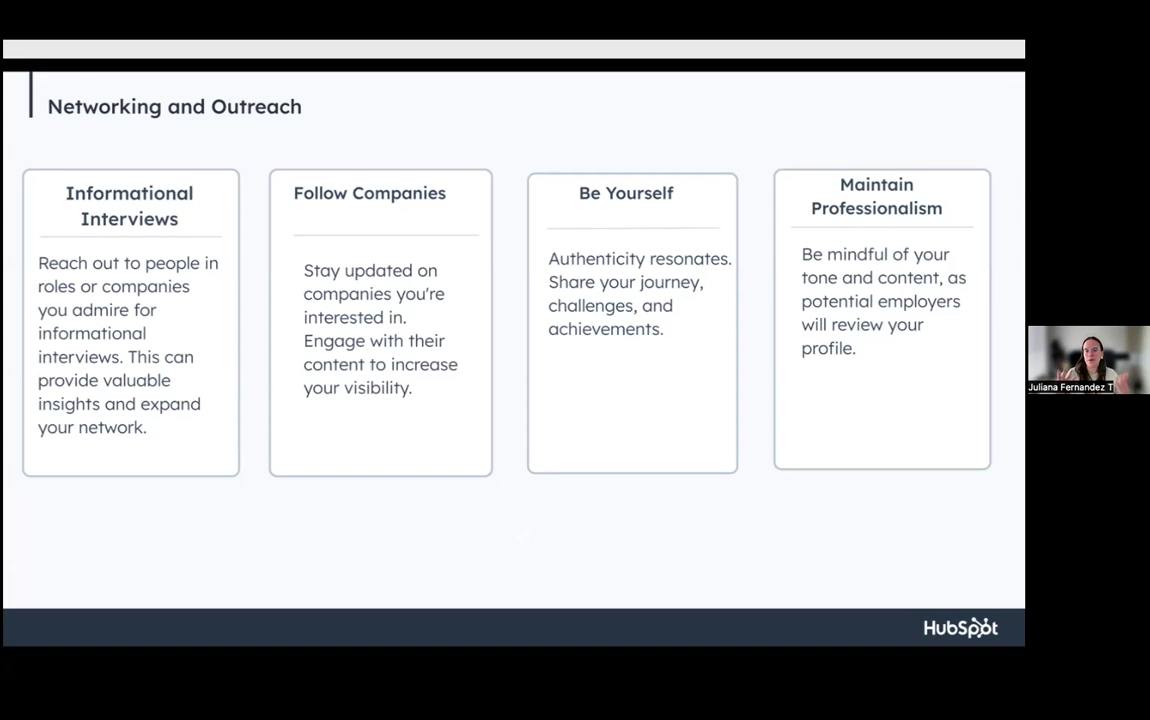 Networking and Outreach
Informational
Interviews
Reach out to people in
roles or companies
you admire for
informational
interviews. This can
provide valuable
insights and expand
your network.
Follow Companies
Stay updated on
companies you're
interested in.
Engage with their
content to increase
your visibility.
Be Yourself
Authenticity resonates.
Share your journey,
challenges, and
achievements.
Maintain
Professionalism
Be mindful of your
tone and content, as
potential employers
will review your
profile.
Juliana Fernandez T
HubSpot